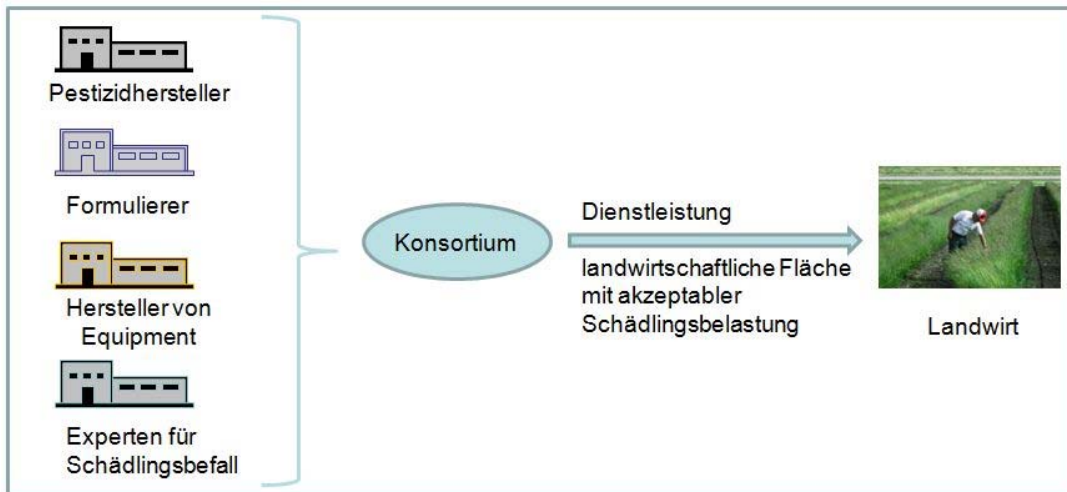 Pestizidhersteller
Formulierer
Hersteller von
Equipment
Experten für
Schädlingsbefall
Konsortium
Dienstleistung
landwirtschaftliche Fläche
mit akzeptabler
Schädlingsbelastung
Landwirt